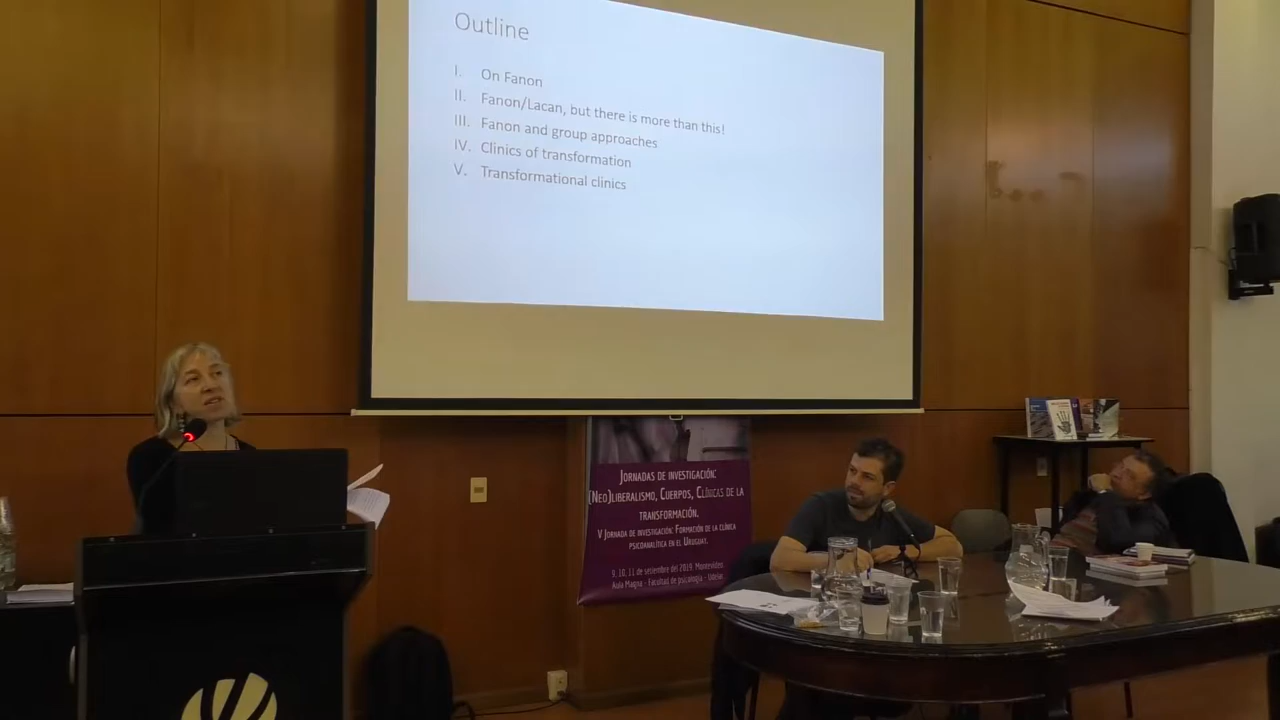 Outline
I. On Fanon
II. Fanon/Lacan, but there is more than this!
III. Fanon and group approaches
IV. Clinics of transformation
V. Transformational clinics
Jornadas de investigación:
(Neo)liberalismo, Cuerpos, Clínicas de la
transformación.
V Jornada de investigación: Formación de la clínica
psicoanalítica en el Uruguay.
9, 10, 11 de setiembre del 2019, Montevideo
Aula Magna - Facultad de psicología - Udelar